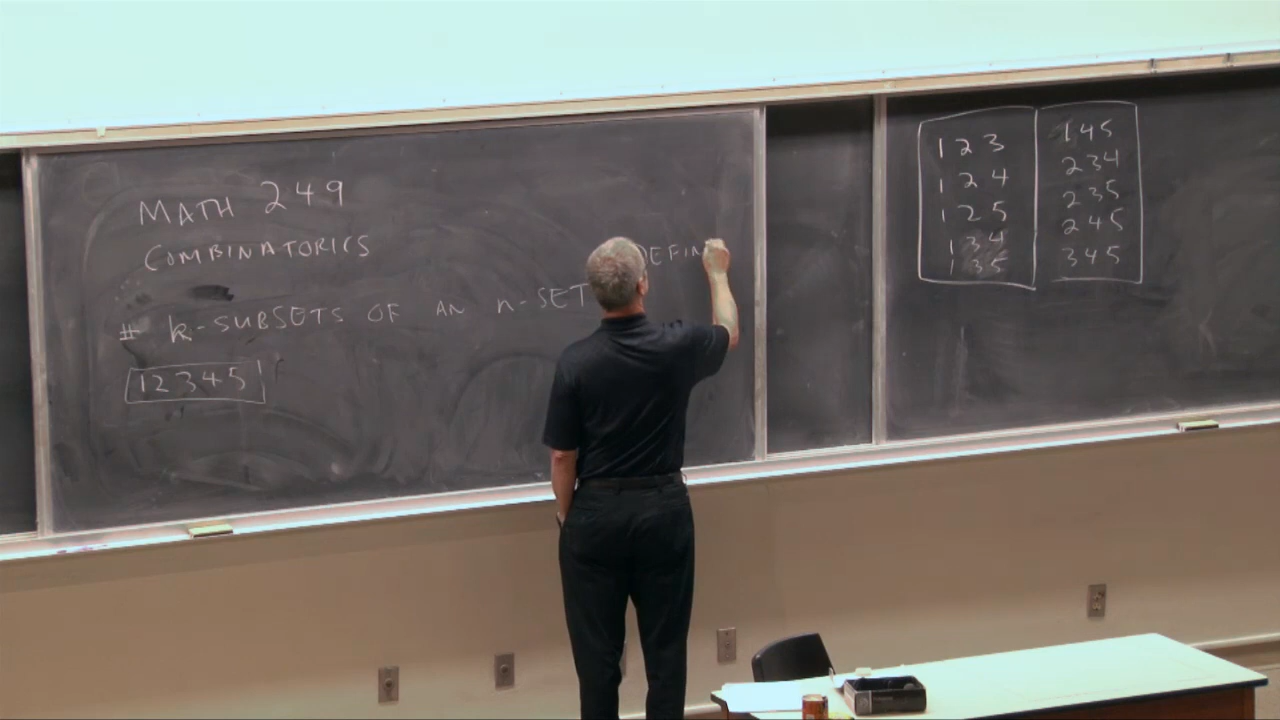 MATH 249
COMBINATORICS
DEFIN
# k-SUBSETS OF AN n-SET
12345
123
124
125
134
135
145
234
235
245
345